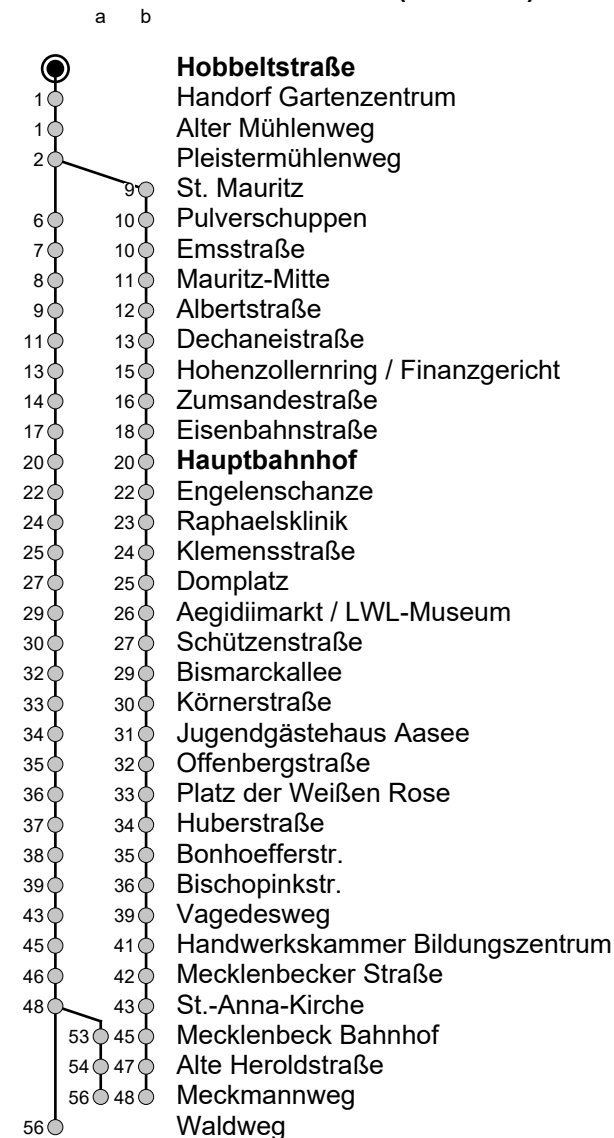 a b
Hobbeltstraße
1 Handorf Gartenzentrum
1 Alter Mühlenweg
2 Pleistermühlenweg
9 St. Mauritz
6 10 Pulverschuppen
7 10 Emsstraße
8 11 Mauritz-Mitte
9 12 Albertstraße
11 13 Dechaneistraße
13 15 Hohenzollernring / Finanzgericht
14 16 Zumsandestraße
17 18 Eisenbahnstraße
20 20 Hauptbahnhof
22 22 Engelenschanze
24 23 Raphaelsklinik
25 24 Klemensstraße
27 25 Domplatz
29 26 Aegidiimarkt / LWL-Museum
30 27 Schützenstraße
32 29 Bismarckallee
33 30 Körnerstraße
34 31 Jugendgästehaus Aasee
35 32 Offenbergstraße
36 33 Platz der Weißen Rose
37 34 Huberstraße
38 35 Bonhoefferstr.
39 36 Bischopinkstr.
43 39 Vagedesweg
45 41 Handwerkskammer Bildungszentrum
46 42 Mecklenbecker Straße
48 43 St.-Anna-Kirche
53 45 Mecklenbeck Bahnhof
54 47 Alte Heroldstraße
56 48 Meckmannweg
56 Waldweg